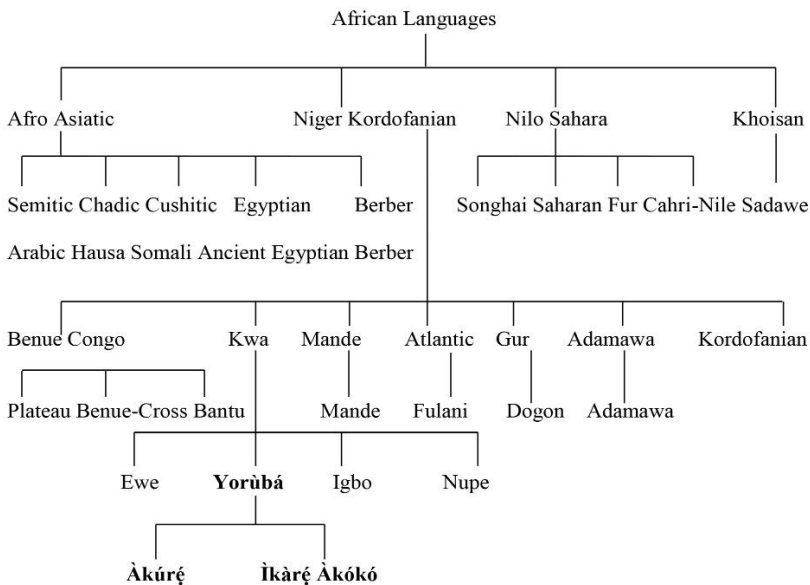 African Languages
Afro Asiatic Niger Kordofanian Nilo Sahara Khoisan
Semitic Chadic Cushitic Egyptian Berber Songhai Saharan Fur Cahri-Nile Sadawe
Arabic Hausa Somali Ancient Egyptian Berber
Benue Congo Kwa Mande Atlantic Gur Adamawa Kordofanian
Plateau Benue-Cross Bantu Mande Fulani Dogon Adamawa
Ewe Yorùbá Igbo Nupe
Àkúrẹ́ Ìkàrẹ́ Àkókó